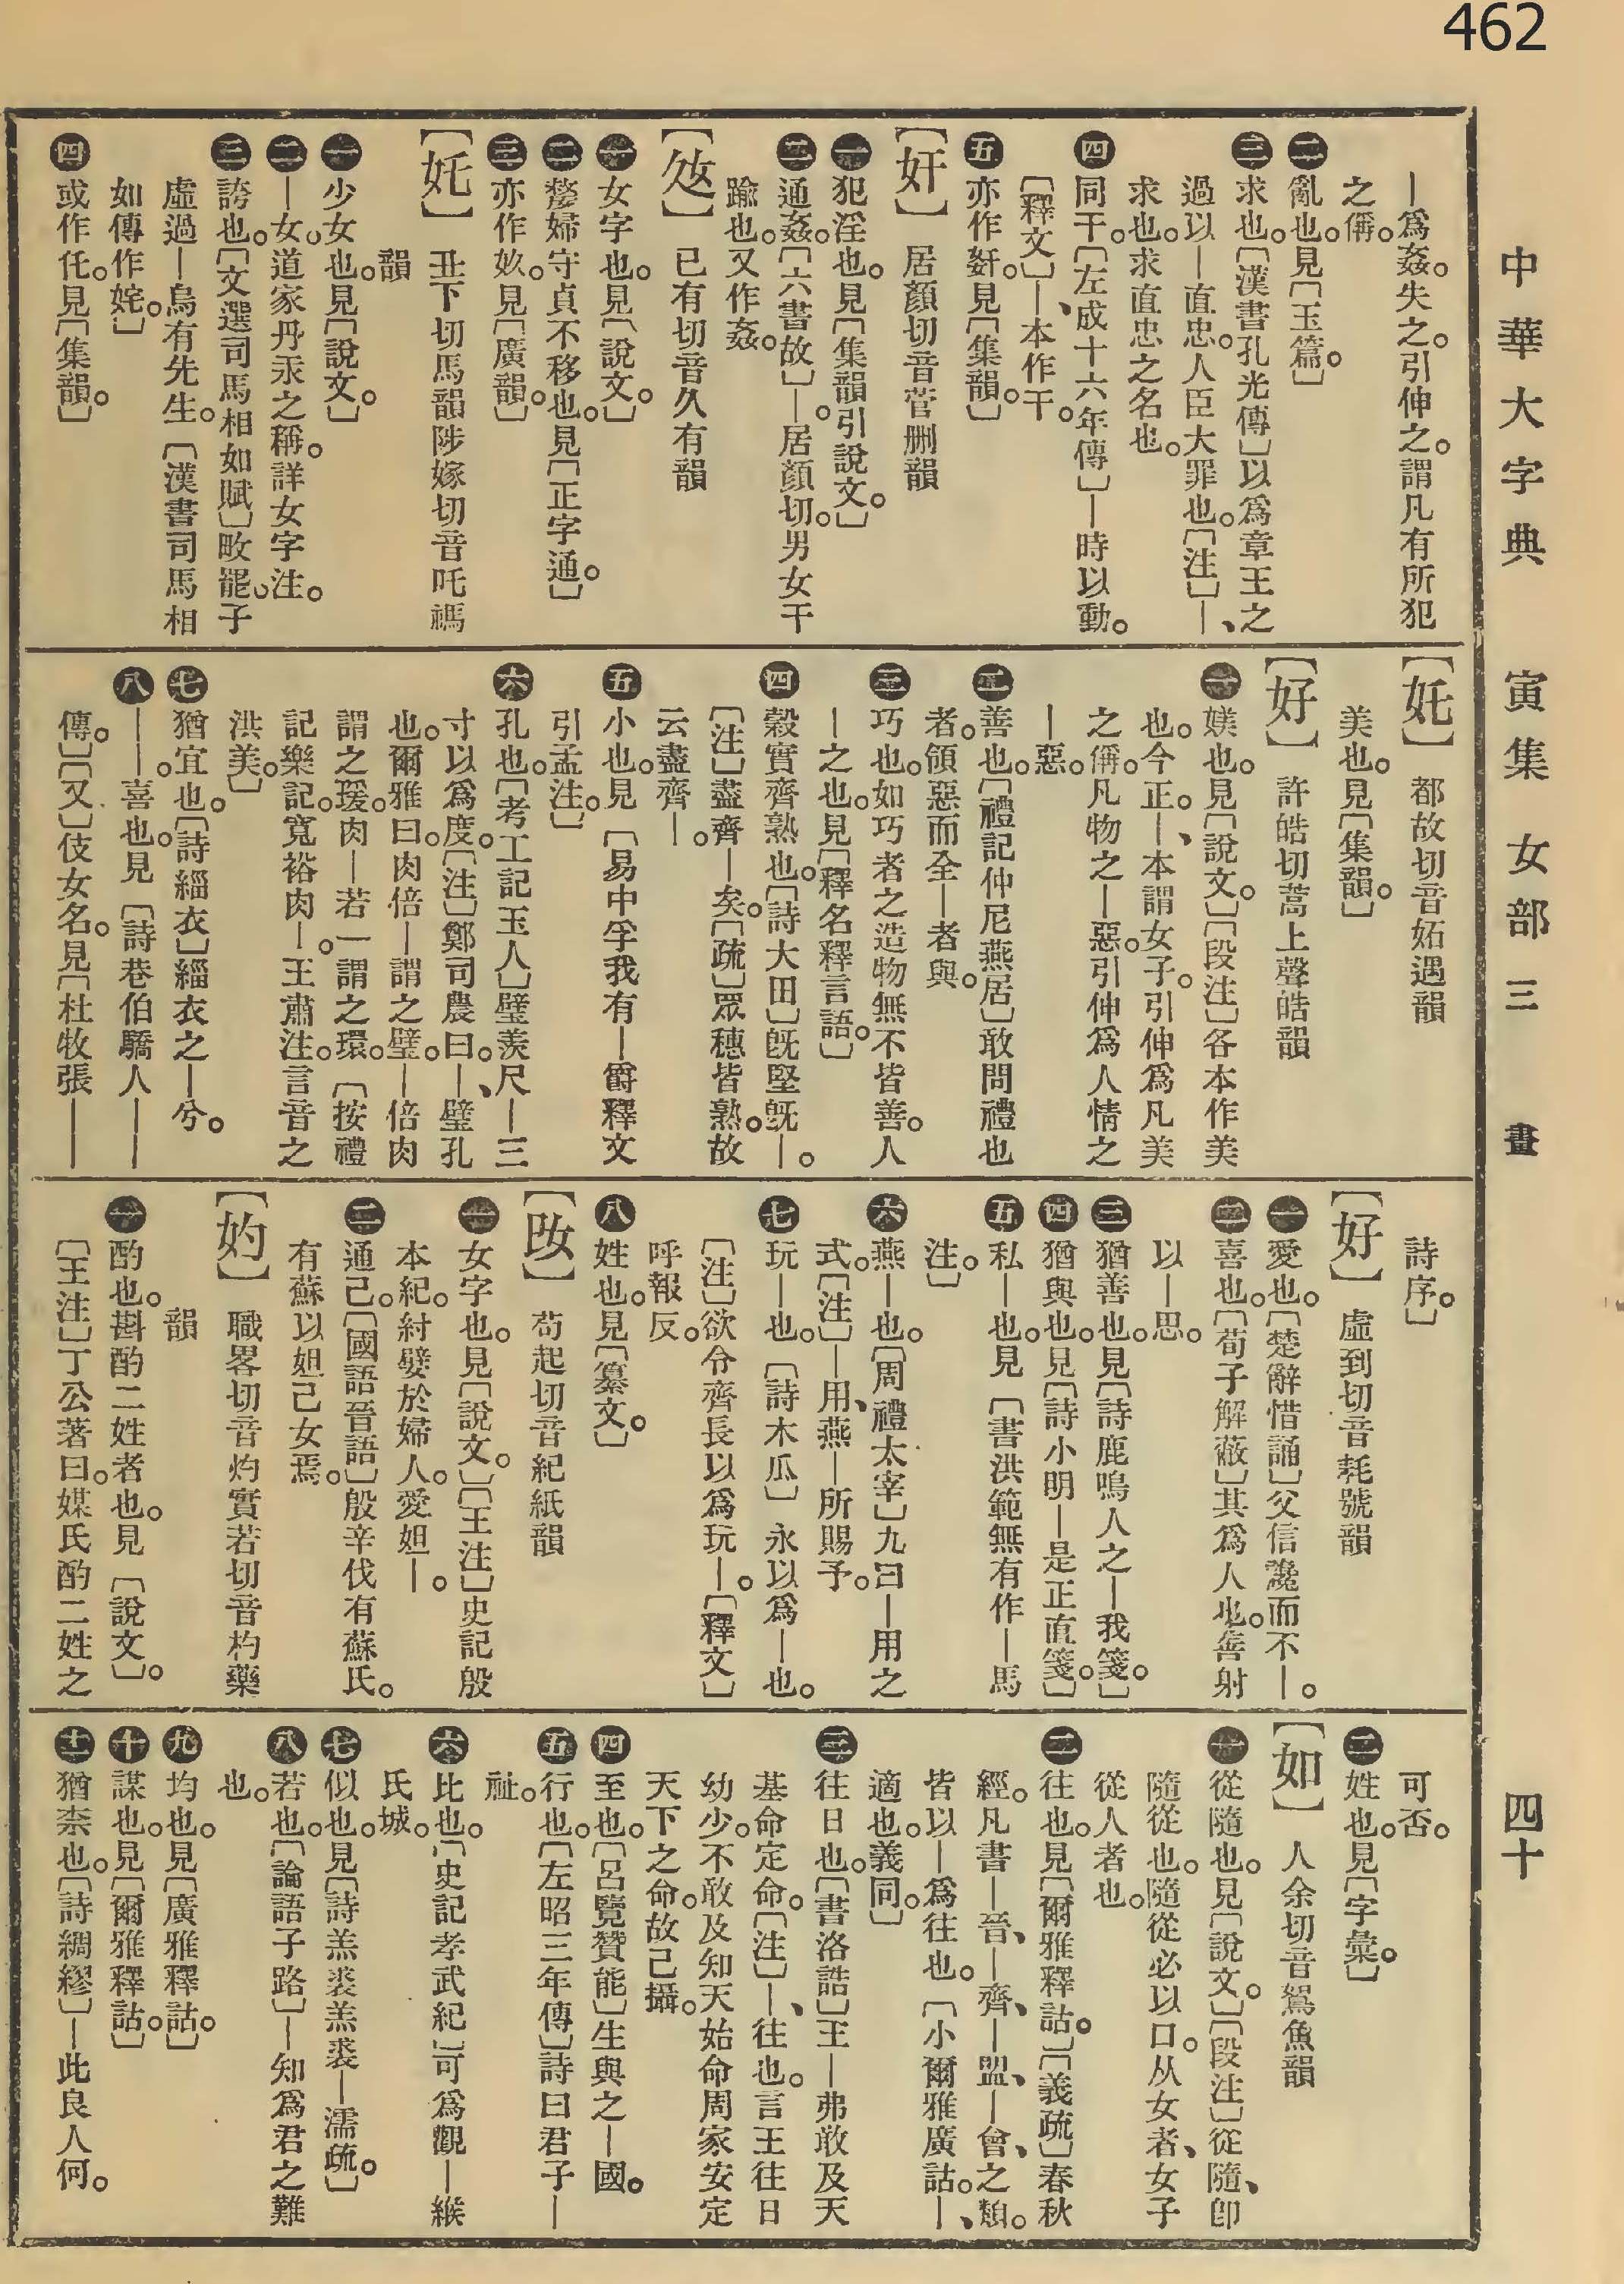 462
中華大字典 寅集 女部 三 畫 四十
｜爲姦。失之。引伸之。謂凡有所犯
之偁。
㊁亂也。見〔玉篇。〕
㊂求也。〔漢書孔光傳〕以爲章王之
過以｜直忠。人臣大罪也。〔注〕｜、
求也。求直忠之名也。
㊃同干。〔左成十六年傳〕｜時以動。
〔釋文〕｜、本作干。
㊄亦作姧。見〔集韻。〕
〔奸〕 居顏切音菅删韻
㊀犯淫也。見〔集韻引說文。〕
㊁通姦。〔六書故〕｜。居顏切。男女干
踰也。又作姦。
〔㚫〕 已有切音久有韻
㊀女字也。見〔說文。〕
㊁嫠婦守貞不移也。見〔正字通。〕
㊂亦作㚬。見〔廣韻。〕
〔奼〕 丑下切馬韻陟嫁切音吒禡
韻
㊀少女也。見〔說文。〕
㊁｜女。道家丹汞之稱。詳女字注。
㊂誇也。〔文選司馬相如賦〕畋罷。子
虛過｜烏有先生。〔漢書司馬相
如傳作姹。〕
㊃或作仛。見〔集韻。〕
〔奼〕 都故切音妬遇韻
美也。見〔集韻。〕
〔好〕 許皓切蒿上聲皓韻
㊀媄也。見〔說文。〕〔段注〕各本作美
也。今正。｜、本謂女子。引伸爲凡美
之偁。凡物之｜惡。引伸爲人情之
｜惡。
㊁善也。〔禮記仲尼燕居〕敢問禮也
者。領惡而全｜者與。
㊂巧也。如巧者之造物無不皆善。人
｜之也。見〔釋名釋言語。〕
㊃穀實齊熟也。〔詩大田〕旣堅旣｜。
〔注〕盡齊｜矣。〔疏〕眾穗皆熟。故
云盡齊｜。
㊄小也。見〔易中孚我有｜爵釋文
引孟注。〕
㊅孔也。〔考工記玉人〕璧羨尺｜三
寸以爲度。〔注〕鄭司農曰。｜、璧孔
也。爾雅曰。肉倍｜謂之璧。｜倍肉
謂之瑗。肉｜若一謂之環。〔按禮
記樂記。寬裕肉｜。王肅注。言音之
洪美。〕
㊆猶宜也。〔詩緇衣〕緇衣之｜兮。
㊇｜｜。喜也。見〔詩巷伯驕人｜｜
傳。〕〔又〕伎女名。見〔杜牧張｜｜
詩序。〕
〔好〕 虛到切音耗號韻
㊀愛也。〔楚辭惜誦〕父信讒而不｜。
㊁喜也。〔荀子解蔽〕其爲人也。善射
以｜思。
㊂猶善也。見〔詩鹿鳴人之｜我箋。〕
㊃猶與也。見〔詩小明｜是正直箋。〕
㊄私｜也。見〔書洪範無有作｜馬
注。〕
㊅燕｜也。〔周禮太宰〕九曰｜用之
式。〔注〕｜用、燕｜所賜予。
㊆玩｜也。〔詩木瓜〕永以爲｜也。
〔注〕欲令齊長以爲玩｜。〔釋文〕
呼報反。
㊇姓也。見〔纂文。〕
〔改〕 苟起切音紀紙韻
㊀女字也。見〔說文。〕〔王注〕史記殷
本紀。紂嬖於婦人。愛妲｜。
㊁通己。〔國語晉語〕殷辛伐有蘇氏。
有蘇以妲己女焉。
〔妁〕 職畧切音灼實若切音杓藥
韻
㊀酌也。斟酌二姓者也。見〔說文〕。
〔王注〕丁公著曰。媒氏酌二姓之
可否。
㊁姓也。見〔字彙。〕
〔如〕 人余切音鴽魚韻
㊀從隨也。見〔說文。〕〔段注〕從隨、卽
隨從也。隨從必以口。从女者、女子
從人者也。
㊁往也。見〔爾雅釋詁。〕〔義疏〕春秋
經。凡書｜晉、｜齊、｜盟、｜會之類。
皆以｜爲往也。〔小爾雅廣詁。｜、
適也。義同。〕
㊂往日也。〔書洛誥〕王｜弗敢及天
基命定命。〔注〕｜、往也。言王往日
幼少。不敢及知天始命周家安定
天下之命。故己攝。
㊃至也。〔呂覽贊能〕生與之｜國。
㊄行也。〔左昭三年傳〕詩曰君子｜
祉。
㊅比也。〔史記孝武紀〕可爲觀｜緱
氏城。
㊆似也。見〔詩羔裘羔裘｜濡疏。〕
㊇若也。〔論語子路〕｜知爲君之難
也。
㊈均也。見〔廣雅釋詁。〕
㊉謀也。見〔爾雅釋詁。〕
⓫猶柰也。〔詩綢繆〕｜此良人何。